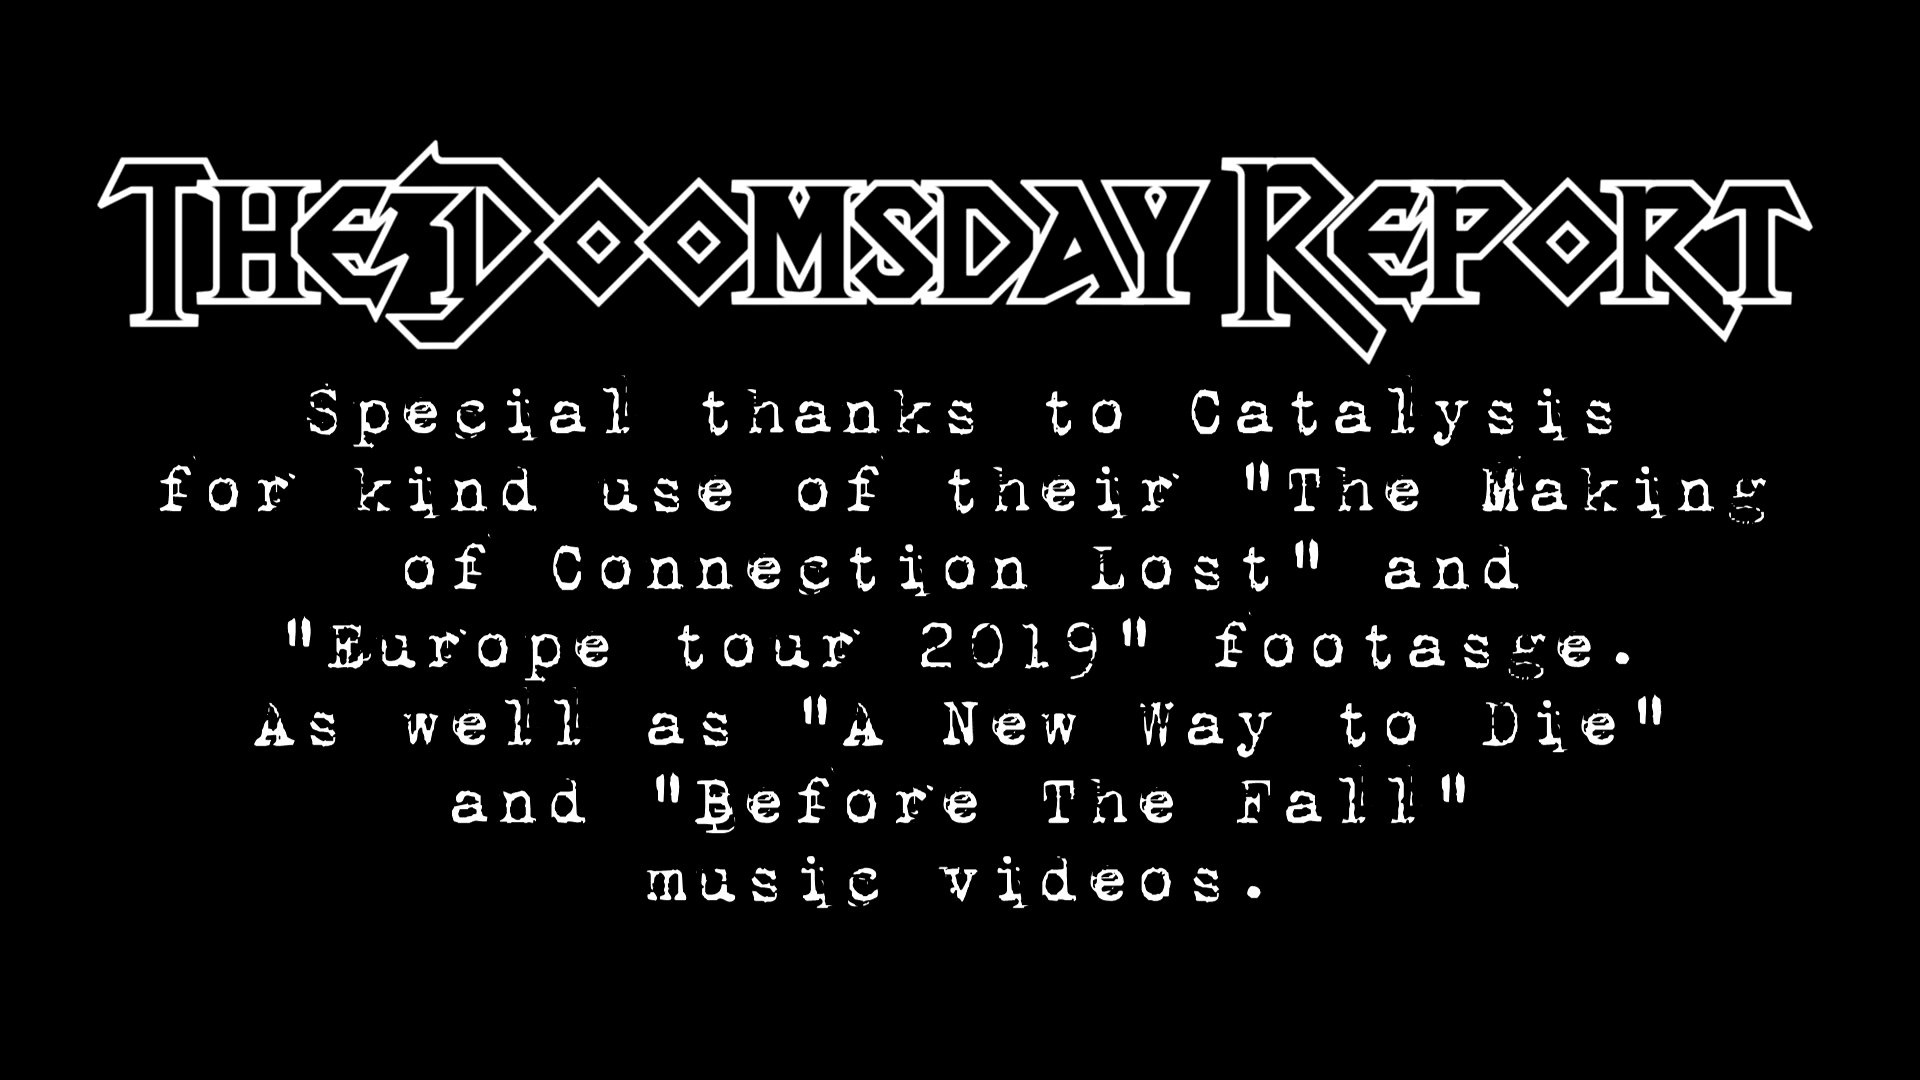 The Doomsday Report
Special thanks to Catalysis
for kind use of their "The Making
of Connection Lost" and
"Europe tour 2019" footasge.
As well as "A New Way to Die"
and "Before The Fall"
music videos.